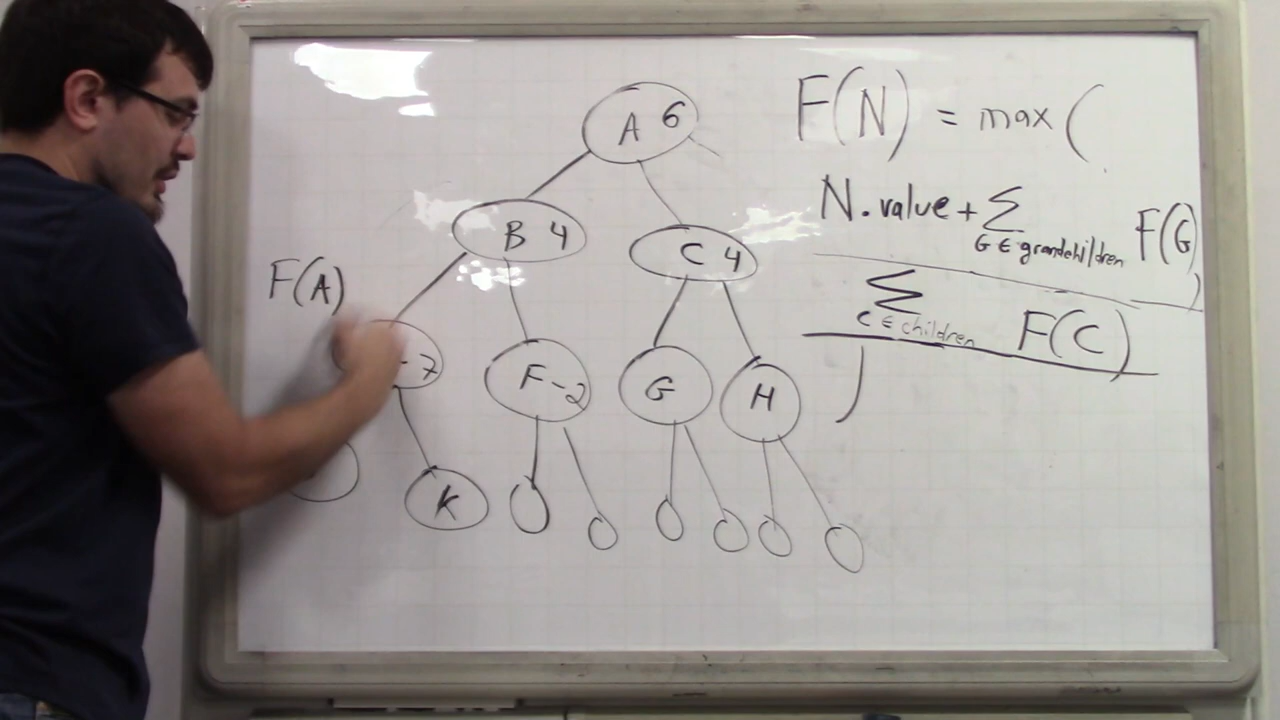 A 6
F(N) = max (
N.value + Σ G ∈ grandchildren F(G)
B 4
C 4
F(A)
Σ C ∈ children F(C)
)
-7
F -2
G
H
K